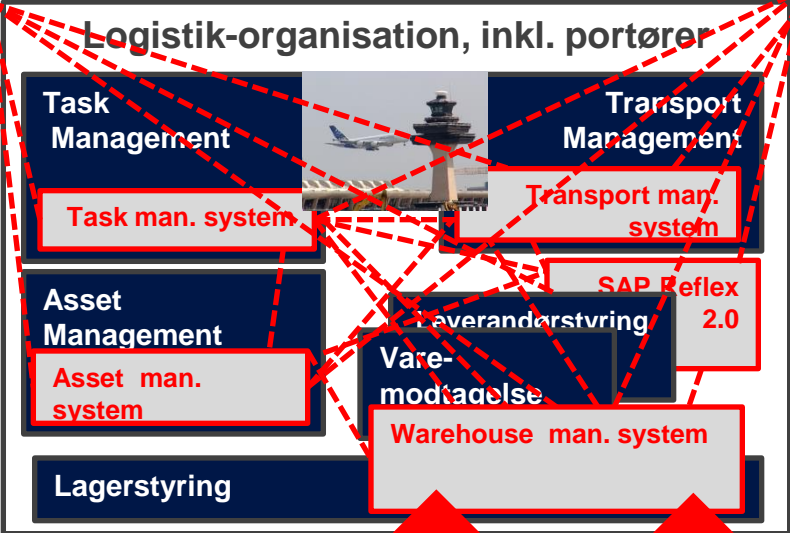 Logistik-organisation, inkl. portører
Task
Management
Transport
Management
Task man. system
Transport man.
system
Asset
Management
SAP Reflex
2.0
Leverandørstyring
Vare-
modtagelse
Asset man.
system
Warehouse man. system
Lagerstyring